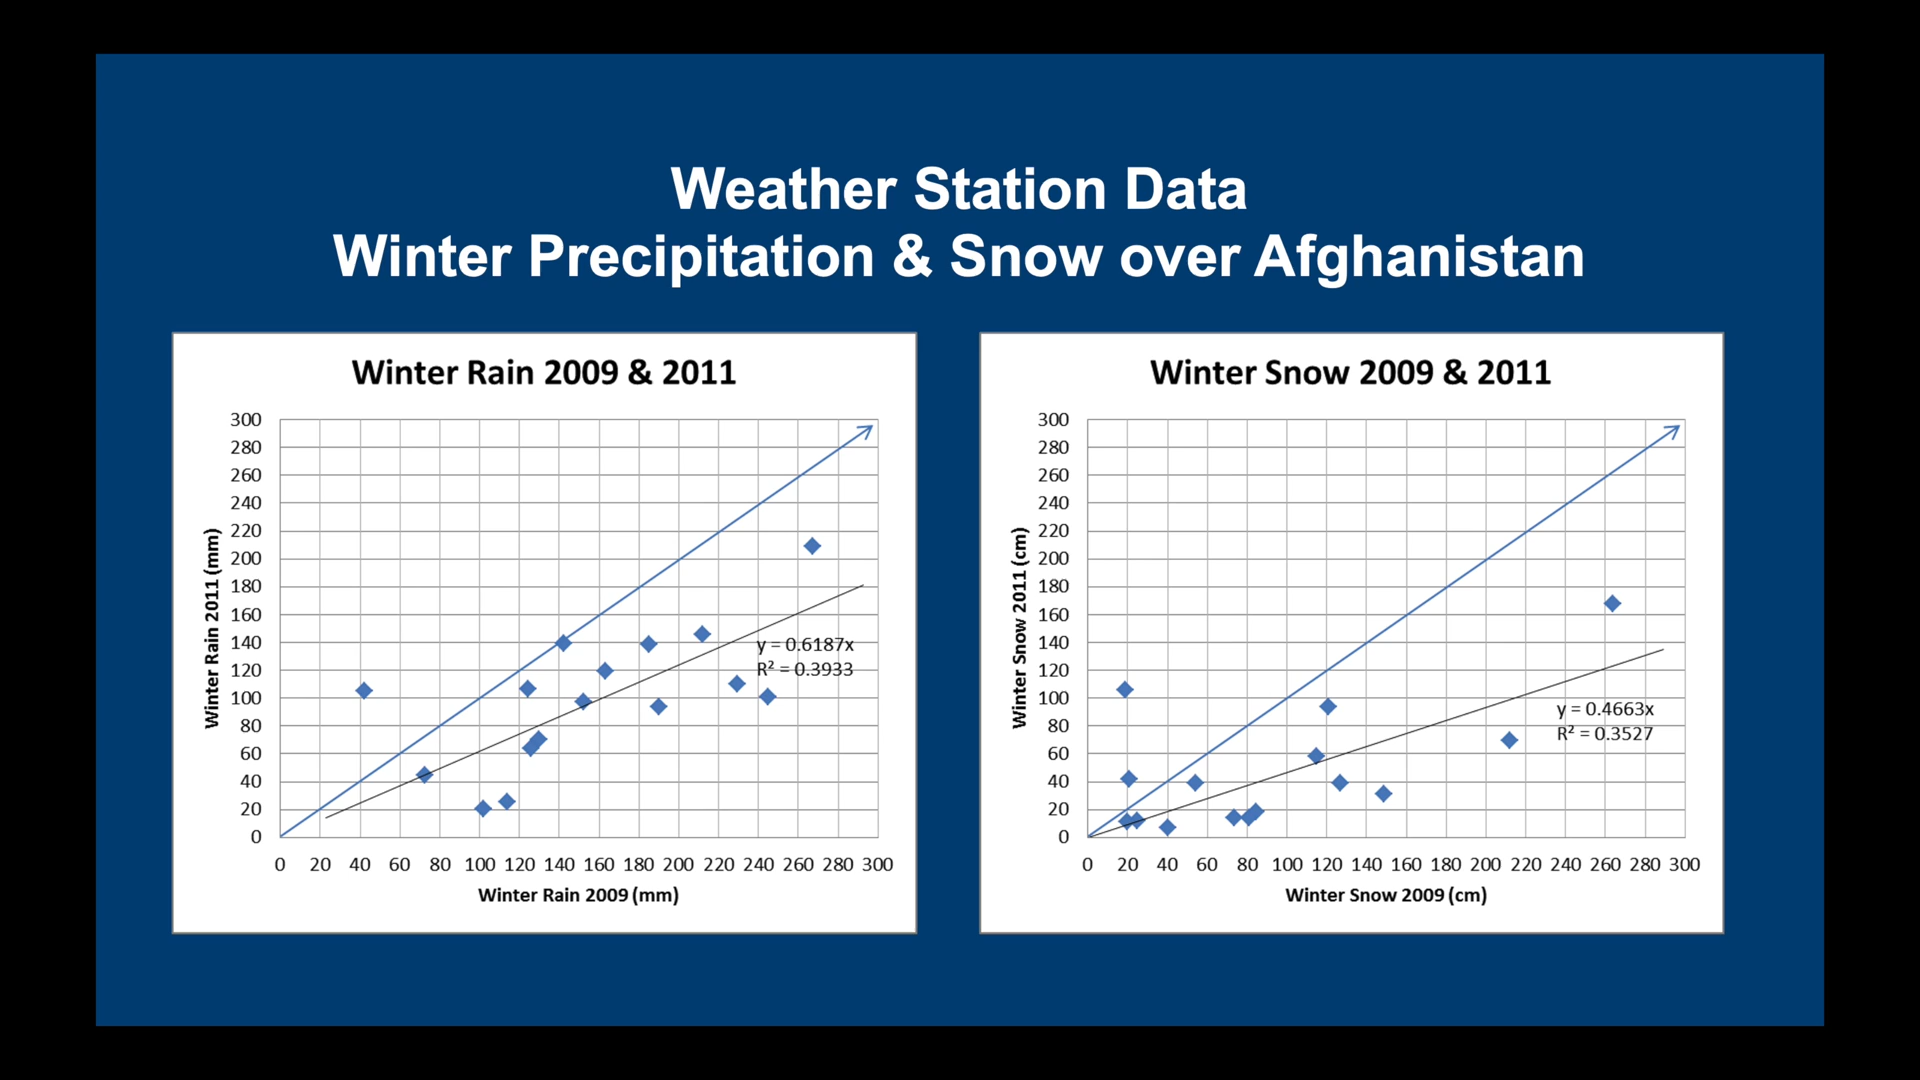 Weather Station Data
Winter Precipitation & Snow over Afghanistan
Winter Rain 2009 & 2011
300
280
260
240
220
200
180
160
140
120
100
80
60
40
20
0
Winter Rain 2011 (mm)
y = 0.6187x
R² = 0.3933
0 20 40 60 80 100 120 140 160 180 200 220 240 260 280 300
Winter Rain 2009 (mm)
Winter Snow 2009 & 2011
300
280
260
240
220
200
180
160
140
120
100
80
60
40
20
0
Winter Snow 2011 (cm)
y = 0.4663x
R² = 0.3527
0 20 40 60 80 100 120 140 160 180 200 220 240 260 280 300
Winter Snow 2009 (cm)